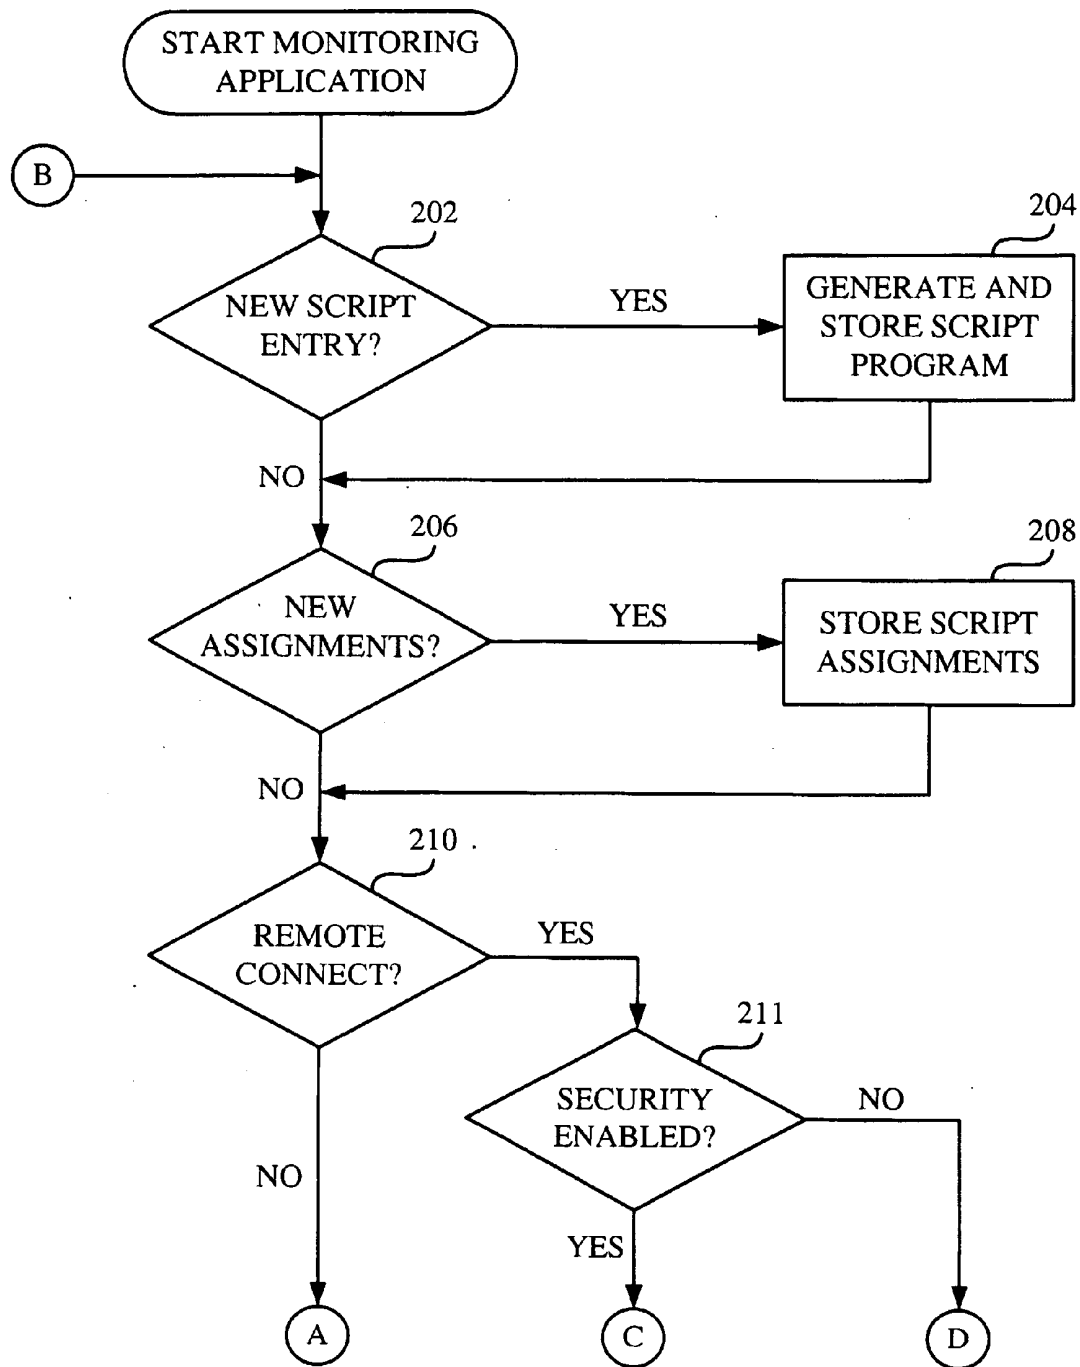 START MONITORING
APPLICATION
B
202
204
NEW SCRIPT
ENTRY?
YES
GENERATE AND
STORE SCRIPT
PROGRAM
NO
206
208
NEW
ASSIGNMENTS?
YES
STORE SCRIPT
ASSIGNMENTS
NO
210
REMOTE
CONNECT?
YES
211
SECURITY
ENABLED?
NO
NO
YES
A
C
D